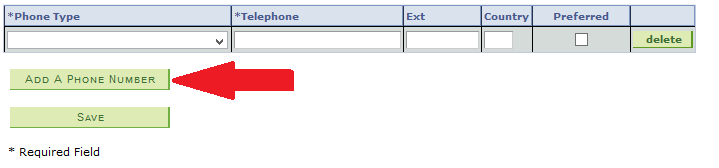 *Phone Type *Telephone Ext Country Preferred
delete
Add A Phone Number
Save
* Required Field